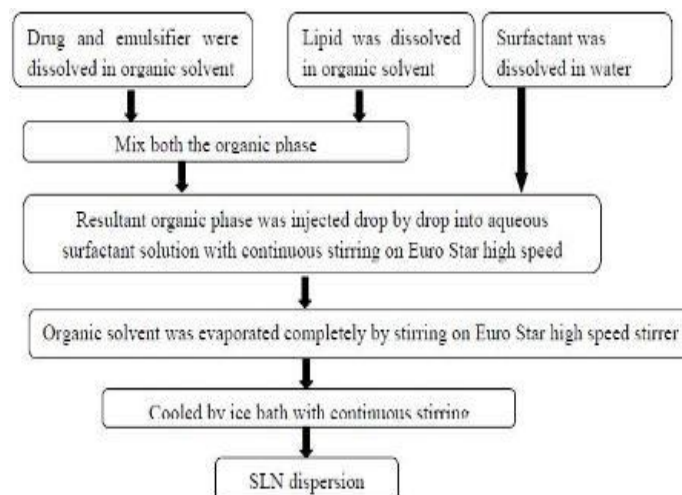 Drug and emulsifier were
dissolved in organic solvent
Lipid was dissolved
in organic solvent
Surfactant was
dissolved in water
Mix both the organic phase
Resultant organic phase was injected drop by drop into aqueous
surfactant solution with continuous stirring on Euro Star high speed
Organic solvent was evaporated completely by stirring on Euro Star high speed stirrer
Cooled by ice bath with continuous stirring
SLN dispersion